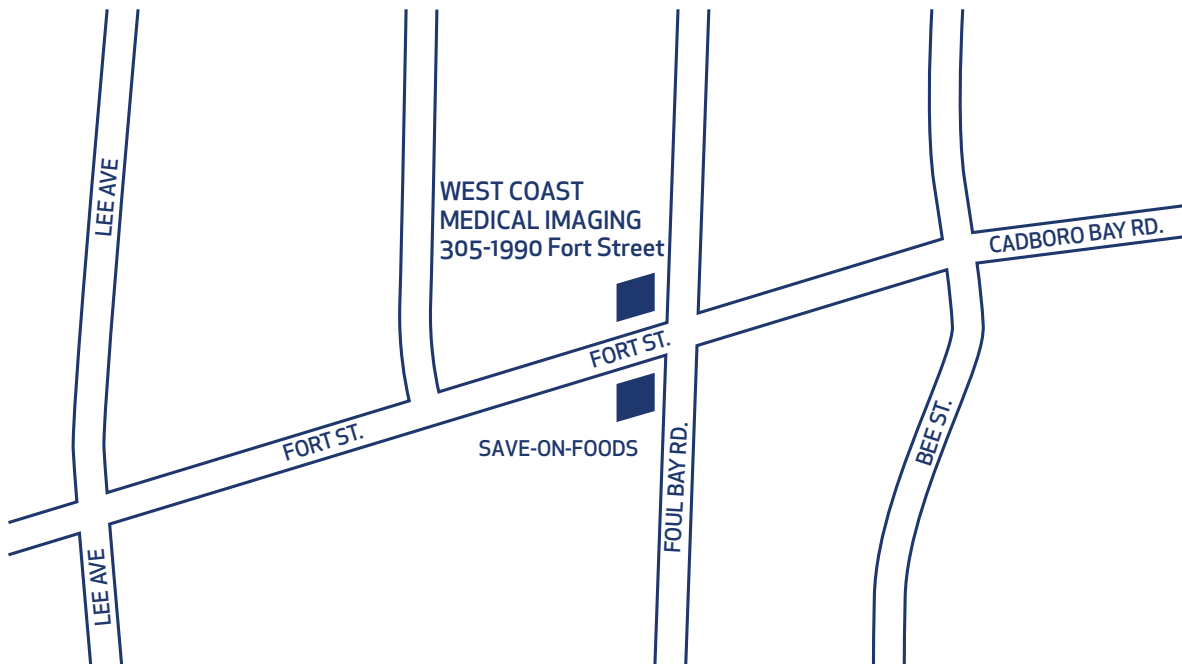 LEE AVE
WEST COAST
MEDICAL IMAGING
305-1990 Fort Street
CADBORO BAY RD.
FORT ST.
FORT ST.
SAVE-ON-FOODS
FOUL BAY RD.
BEE ST.
LEE AVE